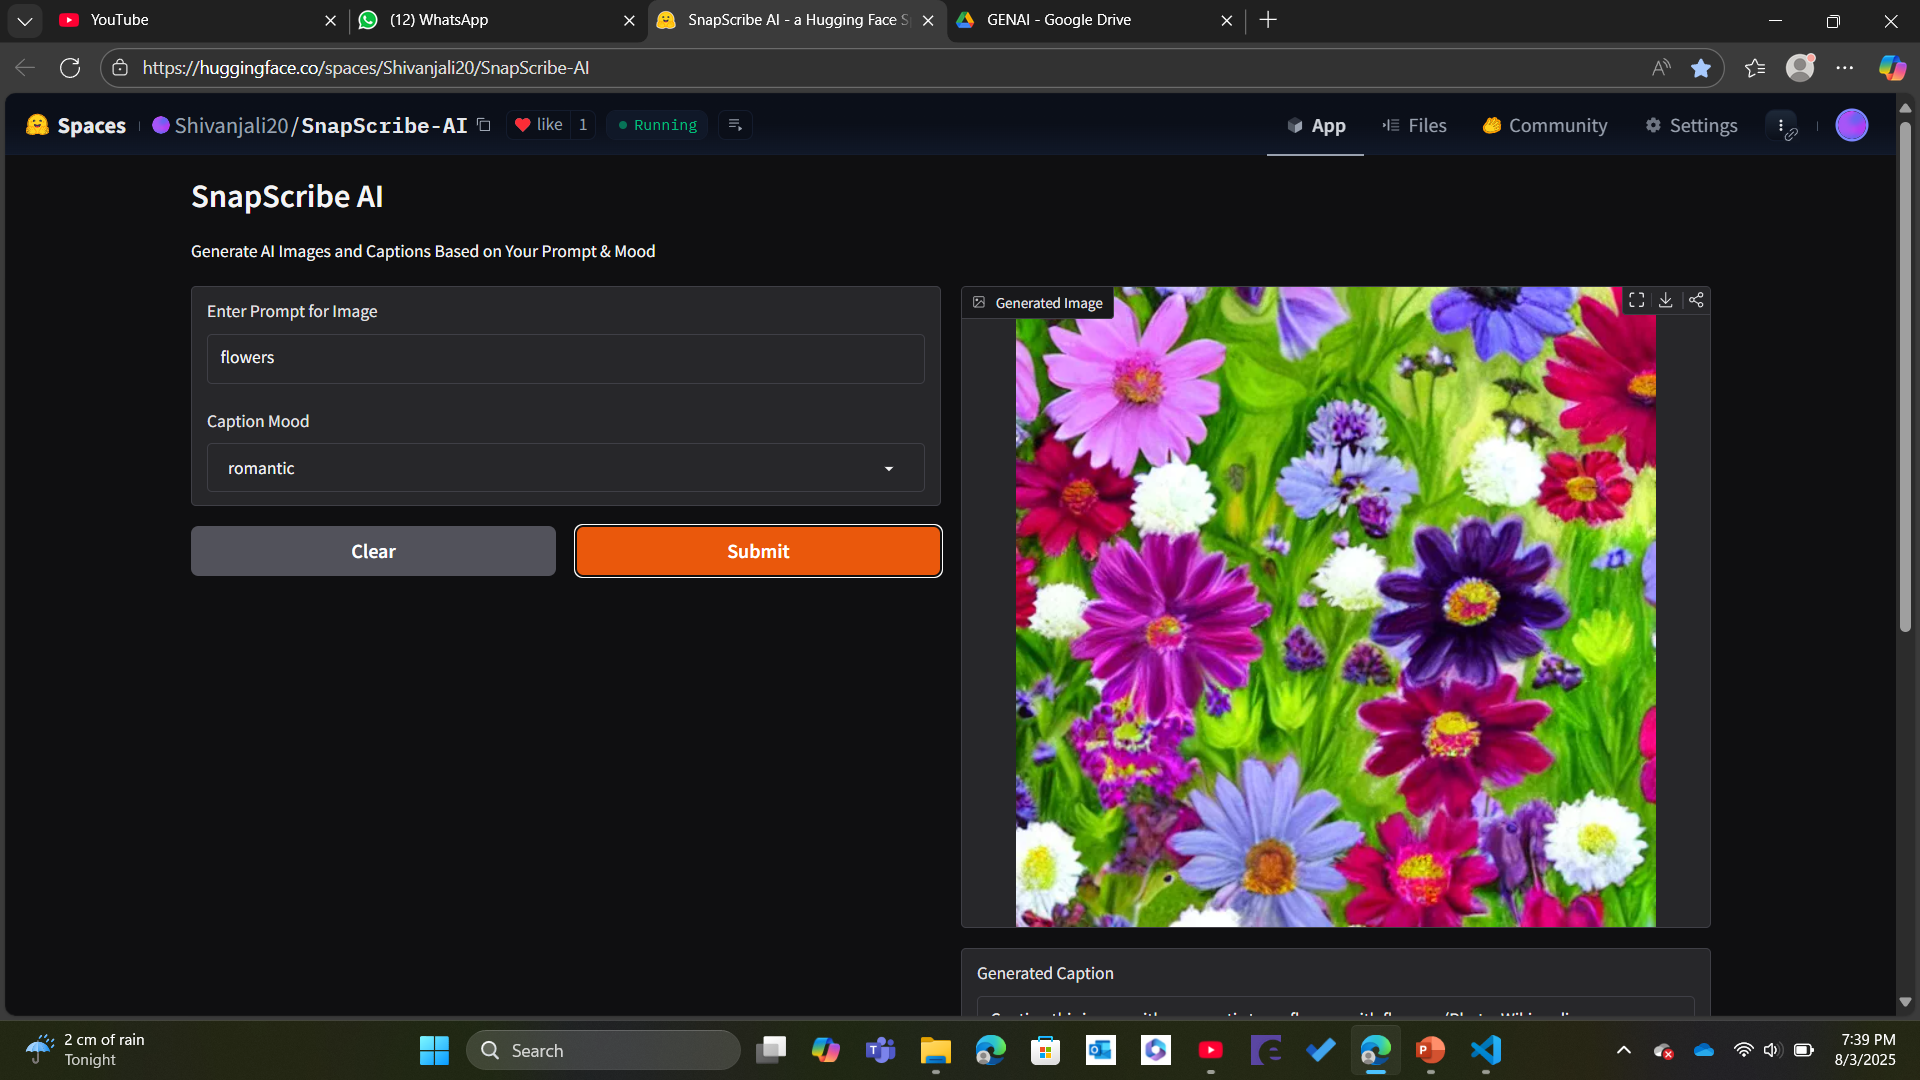 YouTube
(12) WhatsApp
SnapScribe AI - a Hugging Face S
GENAI - Google Drive
https://huggingface.co/spaces/Shivanjali20/SnapScribe-AI
Spaces
Shivanjali20/SnapScribe-AI
like 1
Running
App
Files
Community
Settings
SnapScribe AI
Generate AI Images and Captions Based on Your Prompt & Mood
Enter Prompt for Image
flowers
Caption Mood
romantic
Clear
Submit
Generated Image
Generated Caption
2 cm of rain
Tonight
Search
7:39 PM
8/3/2025